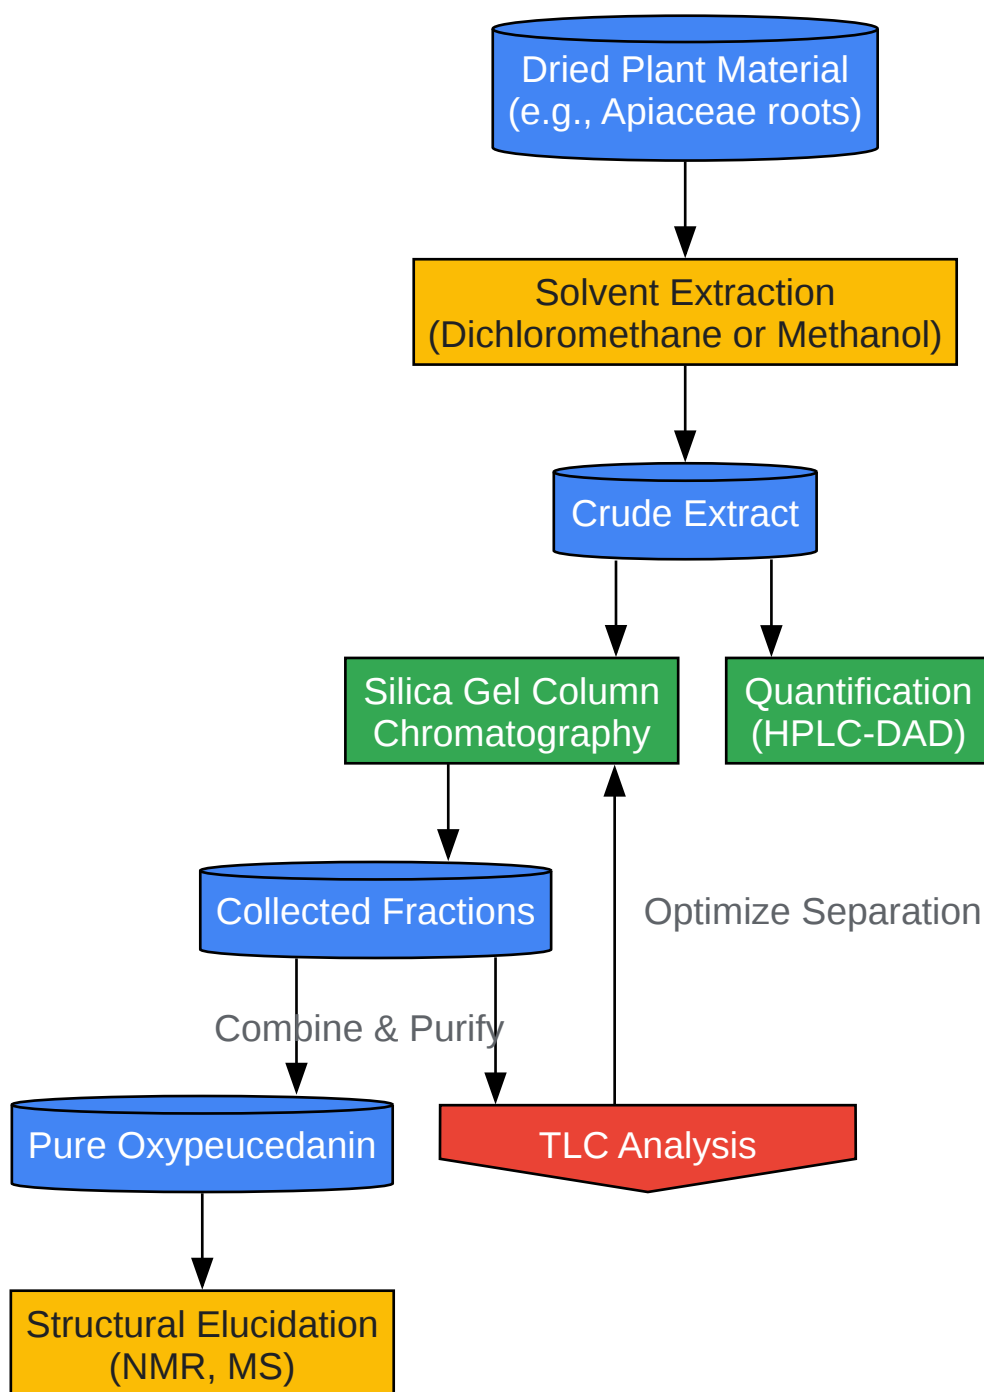 Dried Plant Material
(e.g., Apiaceae roots)
Solvent Extraction
(Dichloromethane or Methanol)
Crude Extract
Silica Gel Column
Chromatography
Quantification
(HPLC-DAD)
Collected Fractions
Optimize Separation
Combine & Purify
Pure Oxypeucedanin
TLC Analysis
Structural Elucidation
(NMR, MS)